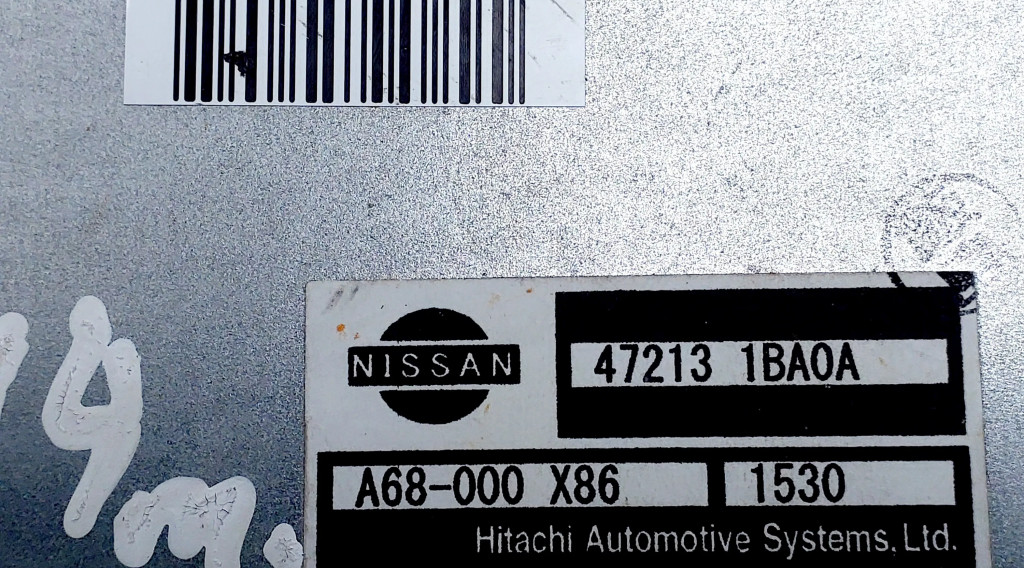 NISSAN
47213 1BA0A
A68-000 X86
1530
Hitachi Automotive Systems, Ltd.